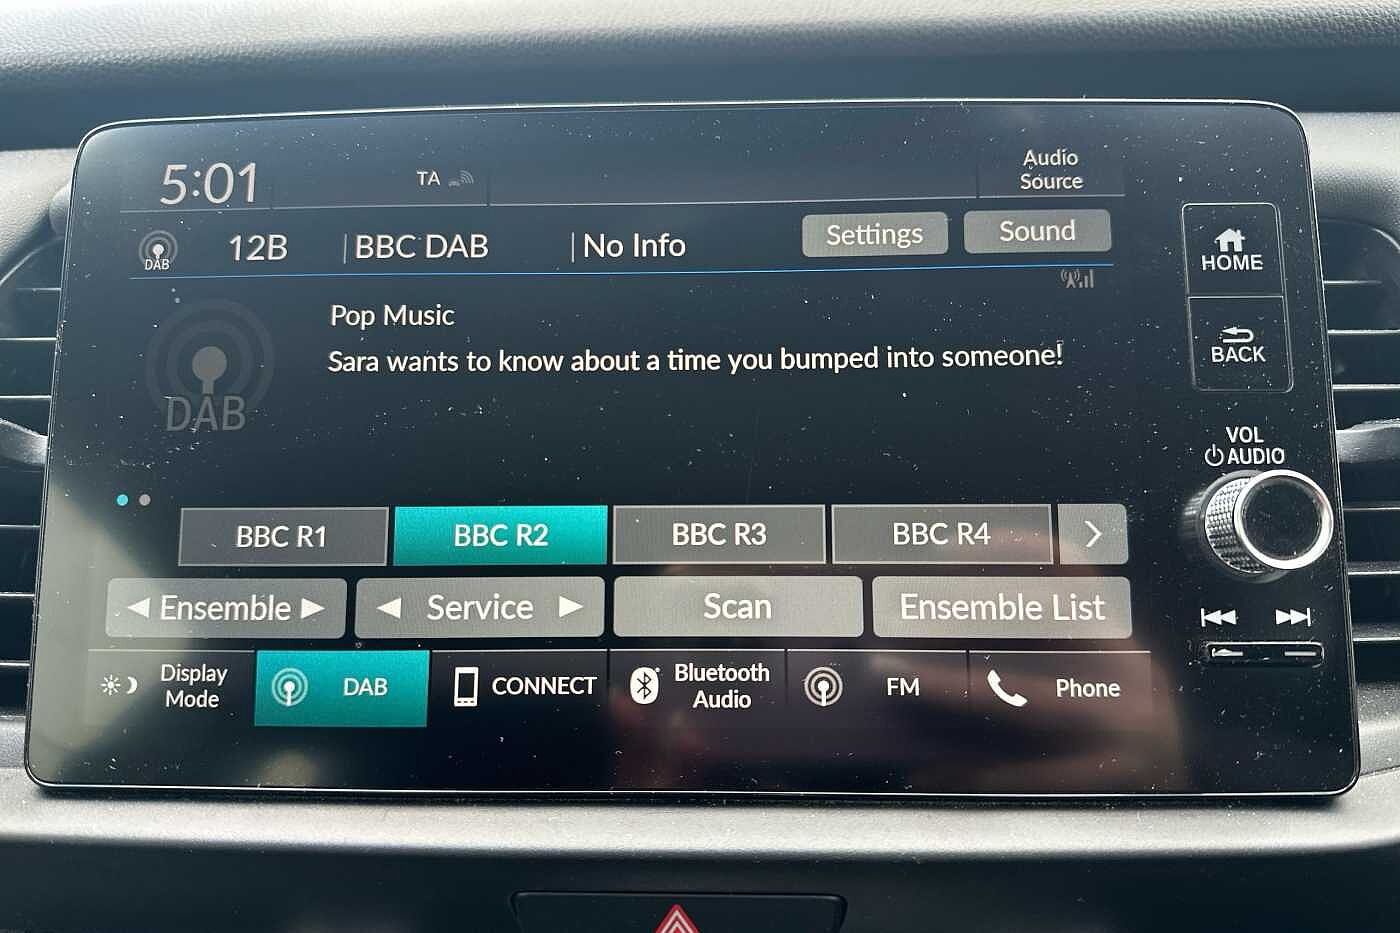 5:01
TA
Audio
Source
DAB
12B
BBC DAB
No Info
Settings
Sound
HOME
Pop Music
Sara wants to know about a time you bumped into someone!
BACK
DAB
VOL
AUDIO
BBC R1
BBC R2
BBC R3
BBC R4
Ensemble
Service
Scan
Ensemble List
Display
Mode
DAB
CONNECT
Bluetooth
Audio
FM
Phone